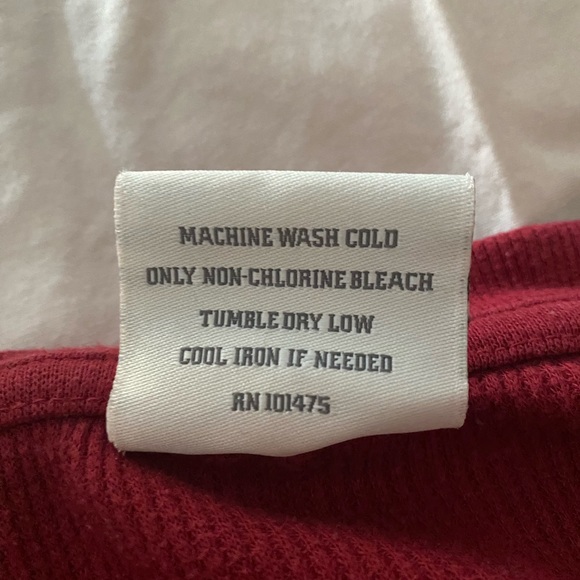 MACHINE WASH COLD
ONLY NON-CHLORINE BLEACH
TUMBLE DRY LOW
COOL IRON IF NEEDED
RN 101475